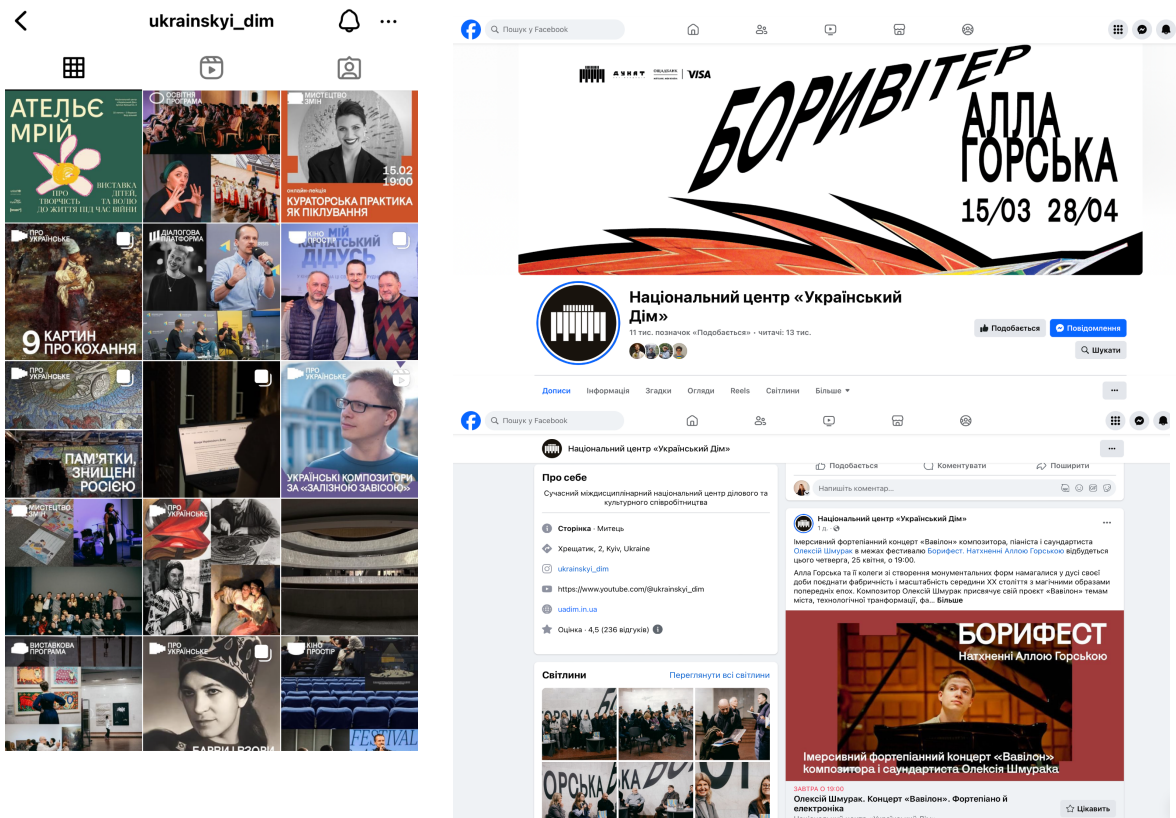 ukrainskyi_dim
АТЕЛЬЄ
МРІЙ
ВИСТАВКА
ПРО ДІТЕЙ,
ТВОРЧІСТЬ ТА ВОЛЮ
ДО ЖИТТЯ ПІД ЧАС ВІЙНИ
ОСВІТНЯ
ПРОГРАМА
МИСТЕЦТВО
ЗМІН
15.02
19:00
онлайн-лекція
КУРАТОРСЬКА ПРАКТИКА
ЯК ПІКЛУВАННЯ
ПРО
УКРАЇНСЬКЕ
9 КАРТИН
ПРО КОХАННЯ
ДІАЛОГОВА
ПЛАТФОРМА
КІНО
ПРОСТІР
МІЙ
КАРПАТСЬКИЙ
ДІДУСЬ
ПРО
УКРАЇНСЬКЕ
ПАМ'ЯТКИ,
ЗНИЩЕНІ
РОСІЄЮ
ПРО
УКРАЇНСЬКЕ
УКРАЇНСЬКІ КОМПОЗИТОРИ
ЗА «ЗАЛІЗНОЮ ЗАВІСОЮ»
МИСТЕЦТВО
ЗМІН
ПРО
УКРАЇНСЬКЕ
ВИСТАВКОВА
ПРОГРАМА
ПРО
УКРАЇНСЬКЕ
КІНО
ПРОСТІР
FESTIVAL
Пошук у Facebook
ДУКАТ
VISA
БОРИВІТЕР
АЛЛА
ГОРСЬКА
15/03 28/04
Національний центр «Український
Дім»
11 тис. позначок «Подобається» • читачі: 13 тис.
Подобається
Повідомлення
Шукати
Дописи Інформація Згадки Огляди Reels Світлини Більше
Пошук у Facebook
Національний центр «Український Дім»
Про себе
Сучасний міждисциплінарний національний центр ділового та
культурного співробітництва
Сторінка · Митець
Хрещатик, 2, Kyiv, Ukraine
ukrainskyi_dim
https://www.youtube.com/@ukrainskyi_dim
uadim.in.ua
Оцінка · 4,5 (236 відгуків)
Світлини
Переглянути всі світлини
Подобається Коментувати Поширити
Напишіть коментар...
Національний центр «Український Дім»
1 д. ·
Імерсивний фортепіанний концерт «Вавілон» композитора, піаніста і саундартиста
Олексій Шмурак в межах фестивалю Борифест. Натхненні Аллою Горською відбудеться
цього четверга, 25 квітня, о 19:00.
Алла Горська та її колеги зі створення монументальних форм намагалися у дусі своєї
доби поєднати фабричність і масштабність середини ХХ століття з магічними образами
попередніх епох. Композитор Олексій Шмурак присвячує свій проєкт «Вавілон» темам
міста, технологічної транформації, фа... Більше
БОРИФЕСТ
Натхненні Аллою Горською
Імерсивний фортепіанний концерт «Вавілон»
композитора і саундартиста Олексія Шмурака
ЗАВТРА О 19:00
Олексій Шмурак. Концерт «Вавілон». Фортепіано й
електроніка
Цікавить